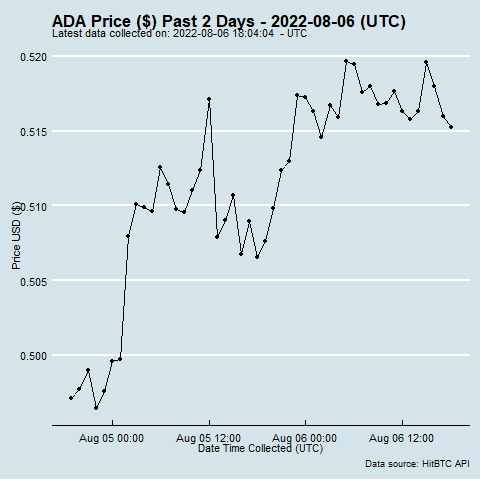 ADA Price ($) Past 2 Days - 2022-08-06 (UTC)
Latest data collected on: 2022-08-06 18:04:04 - UTC
0.520
0.515
0.510
0.505
0.500
Price USD ($)
Aug 05 00:00 Aug 05 12:00 Aug 06 00:00 Aug 06 12:00
Date Time Collected (UTC)
Data source: HitBTC API